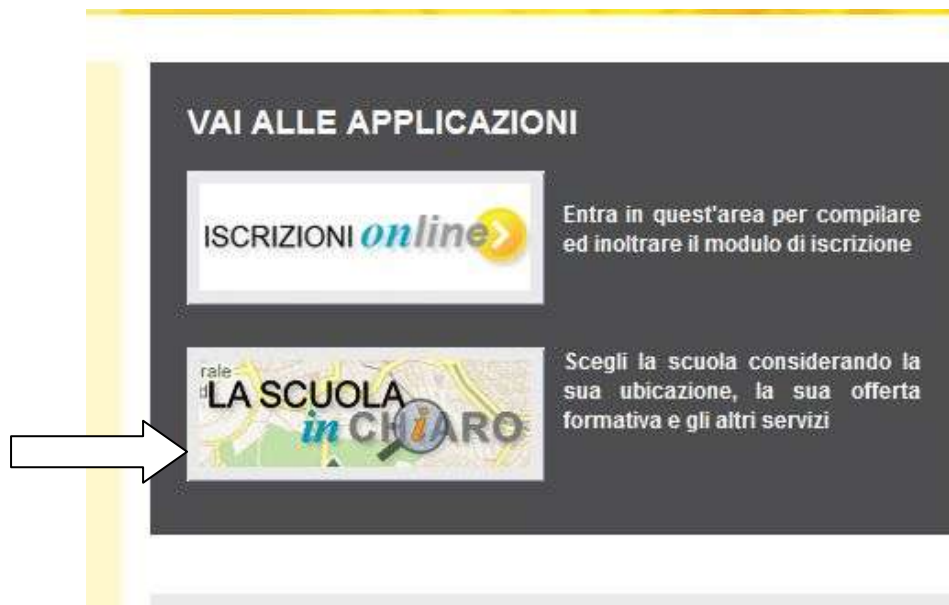 VAI ALLE APPLICAZIONI
ISCRIZIONI online
Entra in quest'area per compilare
ed inoltrare il modulo di iscrizione
rale
LA SCUOLA
in CHiARO
Scegli la scuola considerando la
sua ubicazione, la sua offerta
formativa e gli altri servizi